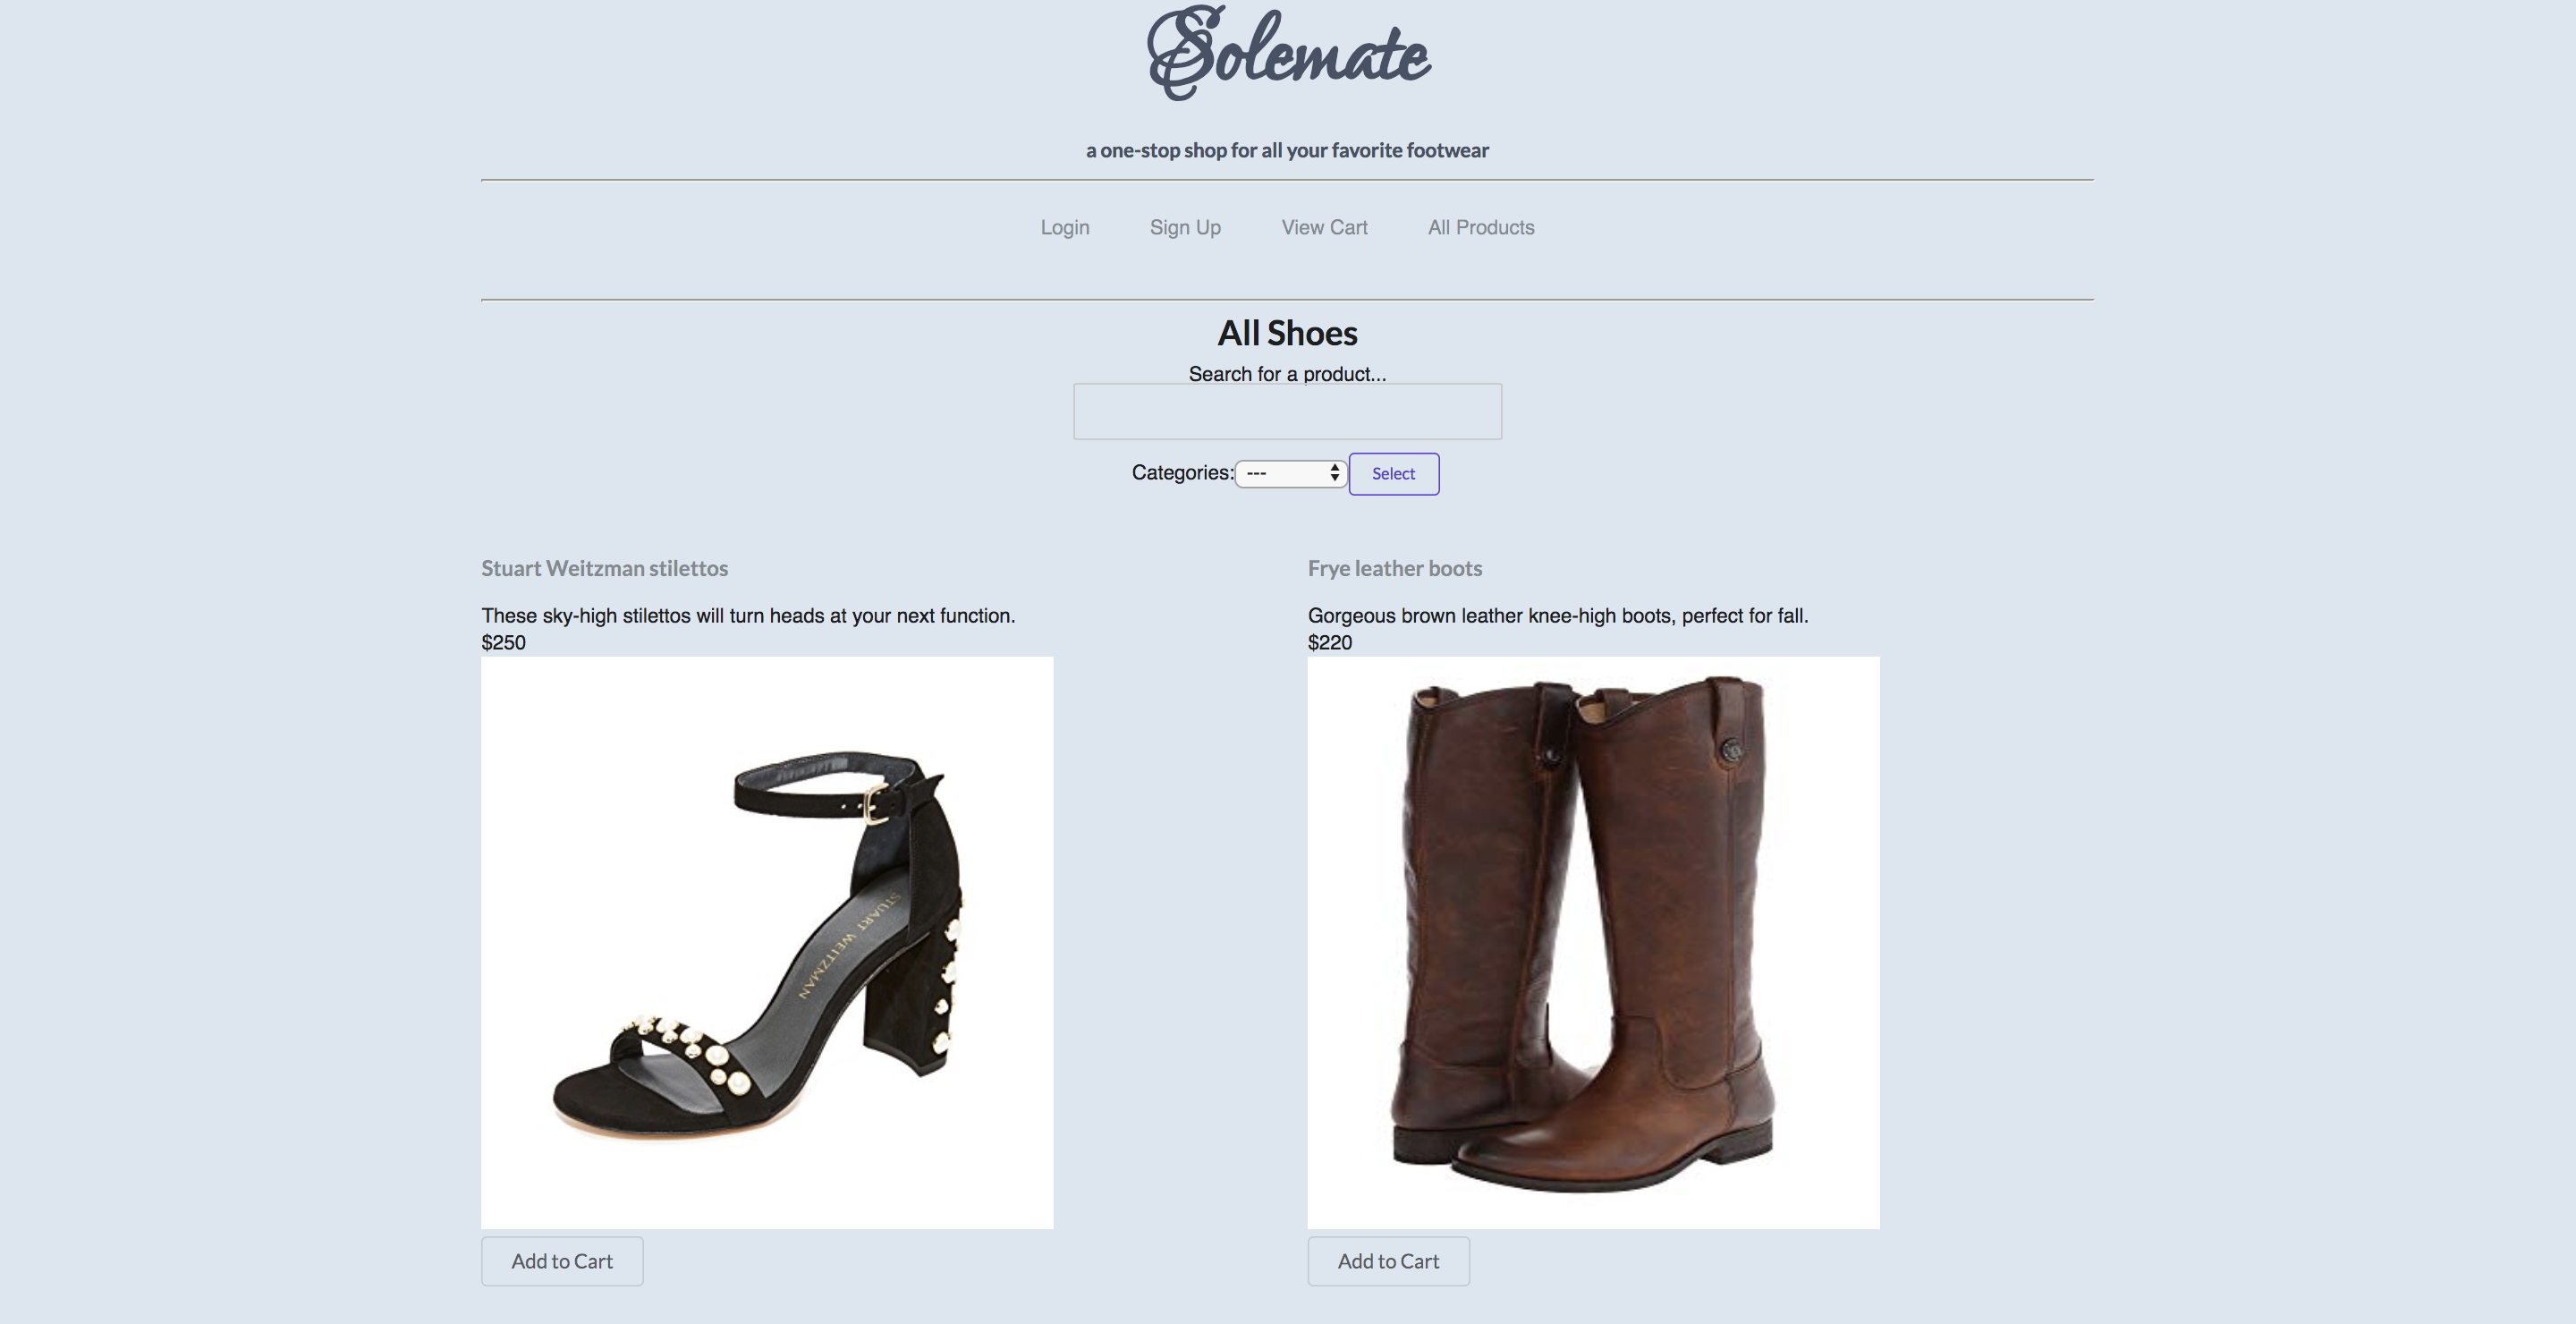 Solemate
a one-stop shop for all your favorite footwear
Login Sign Up View Cart All Products
All Shoes
Search for a product...
Categories: --- Select
Stuart Weitzman stilettos
These sky-high stilettos will turn heads at your next function.
$250
STUART WEITZMAN
Add to Cart
Frye leather boots
Gorgeous brown leather knee-high boots, perfect for fall.
$220
Add to Cart